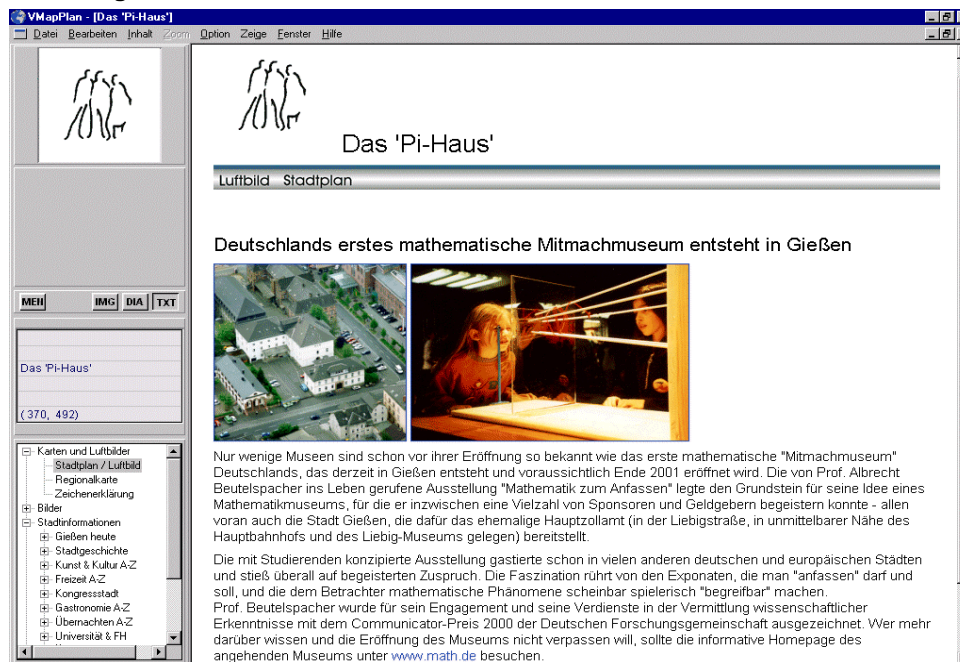 VMapPlan - [Das 'Pi-Haus']
Datei Bearbeiten Inhalt Zoom Option Zeige Fenster Hilfe
Das 'Pi-Haus'
Luftbild Stadtplan
Deutschlands erstes mathematische Mitmachmuseum entsteht in Gießen
MEN IMG DIA TXT
Das 'Pi-Haus'
( 370, 492)
Karten und Luftbilder
Stadtplan / Luftbild
Regionalkarte
Zeichenerklärung
Bilder
Stadtinformationen
Gießen heute
Stadtgeschichte
Kunst & Kultur A-Z
Freizeit A-Z
Kongressstadt
Gastronomie A-Z
Übernachten A-Z
Universität & FH
Nur wenige Museen sind schon vor ihrer Eröffnung so bekannt wie das erste mathematische "Mitmachmuseum"
Deutschlands, das derzeit in Gießen entsteht und voraussichtlich Ende 2001 eröffnet wird. Die von Prof. Albrecht
Beutelspacher ins Leben gerufene Ausstellung "Mathematik zum Anfassen" legte den Grundstein für seine Idee eines
Mathematikmuseums, für die er inzwischen eine Vielzahl von Sponsoren und Geldgebern begeistern konnte - allen
voran auch die Stadt Gießen, die dafür das ehemalige Hauptzollamt (in der Liebigstraße, in unmittelbarer Nähe des
Hauptbahnhofs und des Liebig-Museums gelegen) bereitstellt.
Die mit Studierenden konzipierte Ausstellung gastierte schon in vielen anderen deutschen und europäischen Städten
und stieß überall auf begeisterten Zuspruch. Die Faszination rührt von den Exponaten, die man "anfassen" darf und
soll, und die dem Betrachter mathematische Phänomene scheinbar spielerisch "begreifbar" machen.
Prof. Beutelspacher wurde für sein Engagement und seine Verdienste in der Vermittlung wissenschaftlicher
Erkenntnisse mit dem Communicator-Preis 2000 der Deutschen Forschungsgemeinschaft ausgezeichnet. Wer mehr
darüber wissen und die Eröffnung des Museums nicht verpassen will, sollte die informative Homepage des
angehenden Museums unter www.math.de besuchen.